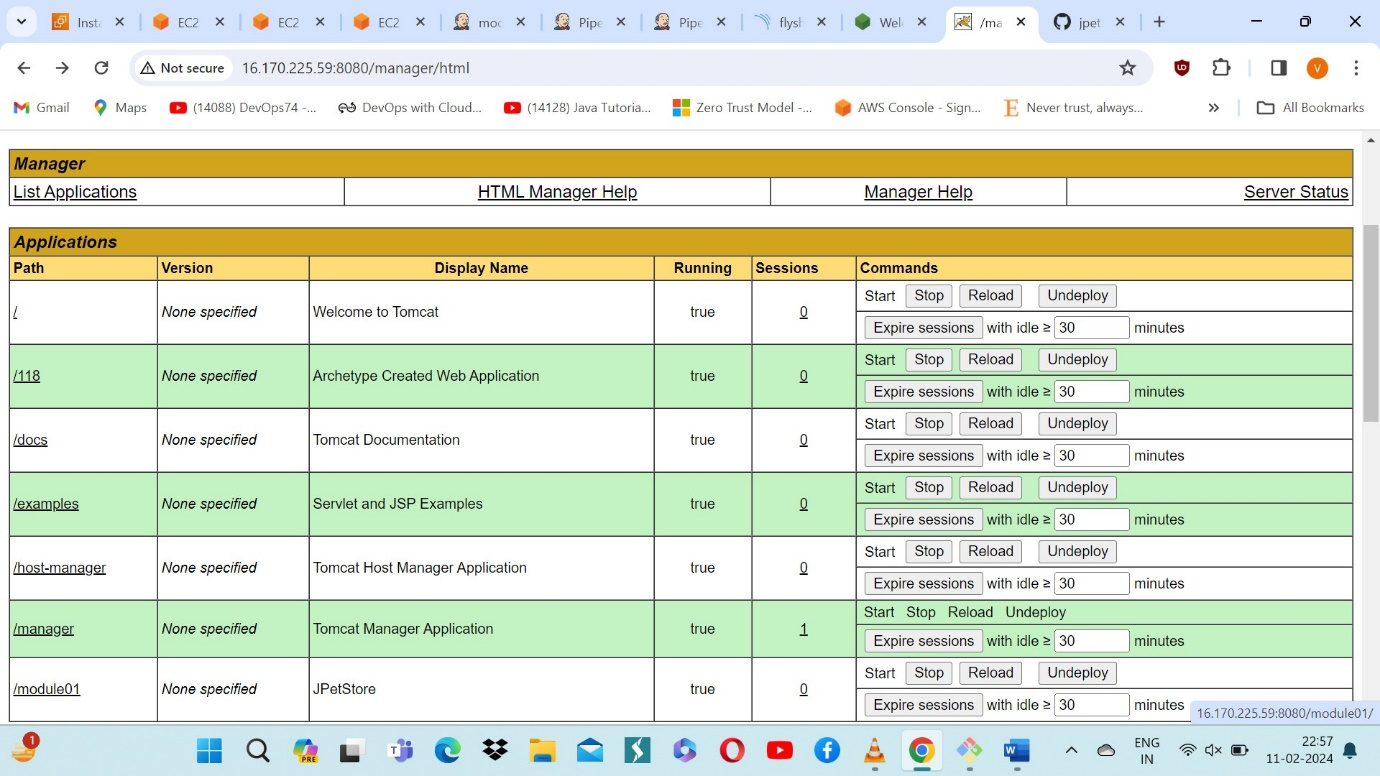 Insta EC2 EC2 EC2 moc Pipe Pipe flysh Wel /ma jpet
Not secure 16.170.225.59:8080/manager/html V
Gmail Maps (14088) DevOps74 -... DevOps with Cloud... (14128) Java Tutoria... Zero Trust Model -... AWS Console - Sign... Never trust, always... » All Bookmarks
Manager
List Applications HTML Manager Help Manager Help Server Status
Applications
Path Version Display Name Running Sessions Commands
/ None specified Welcome to Tomcat true 0 Start Stop Reload Undeploy
Expire sessions with idle ≥ 30 minutes
/118 None specified Archetype Created Web Application true 0 Start Stop Reload Undeploy
Expire sessions with idle ≥ 30 minutes
/docs None specified Tomcat Documentation true 0 Start Stop Reload Undeploy
Expire sessions with idle ≥ 30 minutes
/examples None specified Servlet and JSP Examples true 0 Start Stop Reload Undeploy
Expire sessions with idle ≥ 30 minutes
/host-manager None specified Tomcat Host Manager Application true 0 Start Stop Reload Undeploy
Expire sessions with idle ≥ 30 minutes
/manager None specified Tomcat Manager Application true 1 Start Stop Reload Undeploy
Expire sessions with idle ≥ 30 minutes
/module01 None specified JPetStore true 0 Start Stop Reload Undeploy
Expire sessions with idle ≥ 30 minutes
16.170.225.59:8080/module01/
1 PRE ENG 22:57
IN 11-02-2024